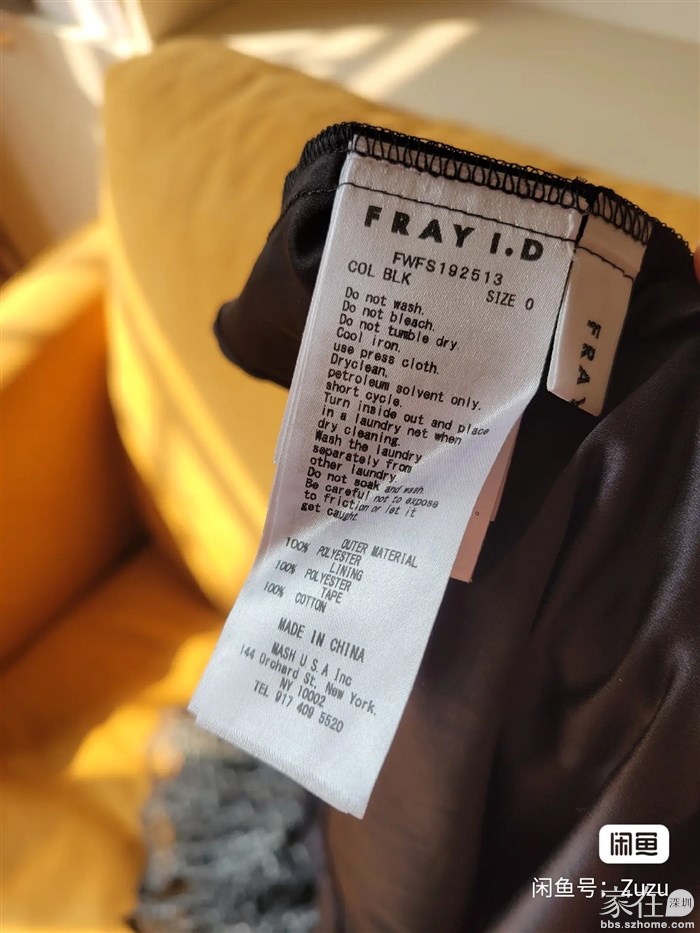 FRAY I.D
FWFS192513
COL BLK
SIZE 0
Do not wash.
Do not bleach.
Do not tumble dry.
Cool iron.
use press cloth.
Dryclean.
petroleum solvent only.
short cycle.
Turn inside out and place
in a laundry net when
dry cleaning.
Wash the laundry
separately from
other laundry.
Do not soak and wash.
Be careful not to expose
to friction or let it
get caught.
OUTER MATERIAL
100% POLYESTER
LINING
100% POLYESTER
TAPE
100% COTTON
MADE IN CHINA
MASH U.S.A Inc
144 Orchard St, New York.
NY 10002
TEL 917 409 5520
FRAY
闲鱼
闲鱼号：Zuzu
家在 深圳
bbs.szhome.com